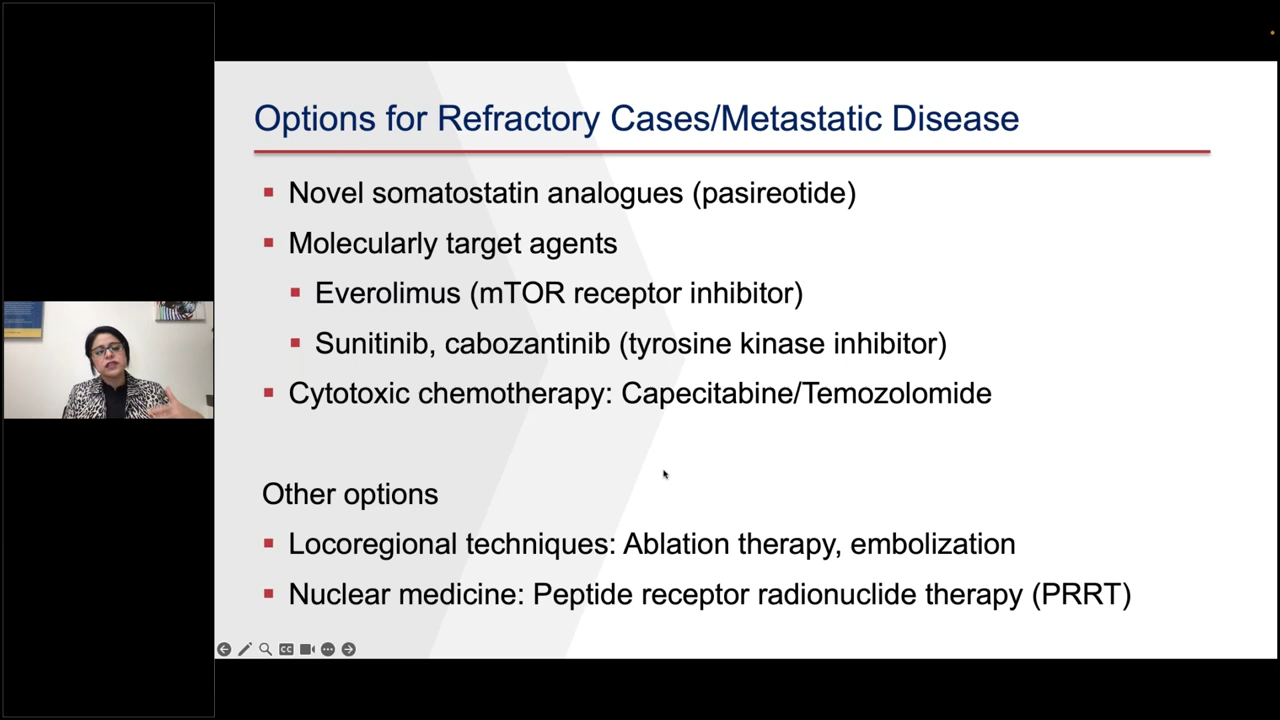 Options for Refractory Cases/Metastatic Disease
Novel somatostatin analogues (pasireotide)
Molecularly target agents
Everolimus (mTOR receptor inhibitor)
Sunitinib, cabozantinib (tyrosine kinase inhibitor)
Cytotoxic chemotherapy: Capecitabine/Temozolomide
Other options
Locoregional techniques: Ablation therapy, embolization
Nuclear medicine: Peptide receptor radionuclide therapy (PRRT)
CC